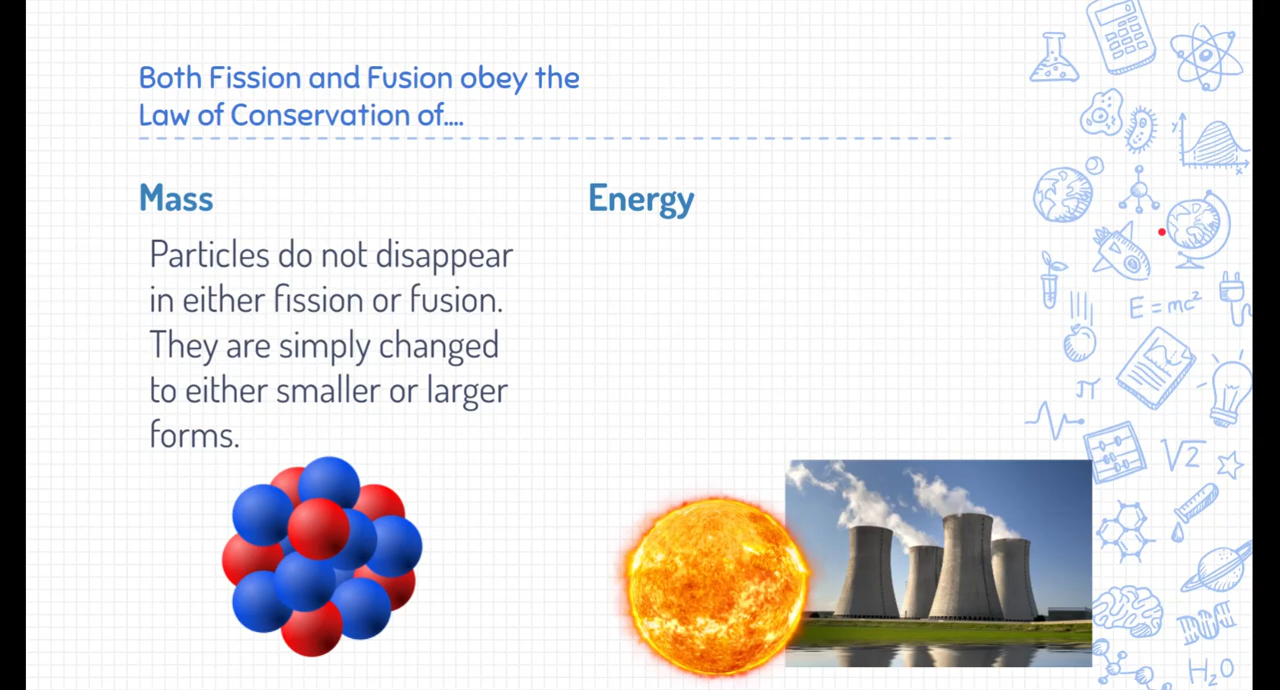 Both Fission and Fusion obey the
Law of Conservation of....
Mass
Particles do not disappear
in either fission or fusion.
They are simply changed
to either smaller or larger
forms.
Energy
y
x
E=mc²
π
√2
H₂O